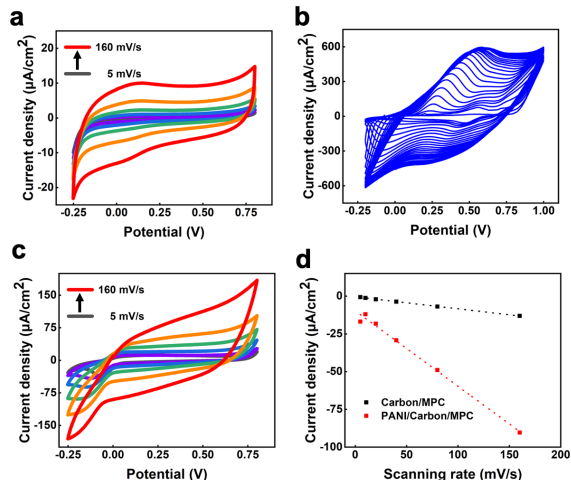 a
160 mV/s
5 mV/s
Current density (μA/cm²)
20
10
0
-10
-20
-0.25
0.00
0.25
0.50
0.75
Potential (V)
b
Current density (μA/cm²)
600
300
0
-300
-600
-0.25
0.00
0.25
0.50
0.75
1.00
Potential (V)
c
160 mV/s
5 mV/s
Current density (μA/cm²)
150
75
0
-75
-150
-0.25
0.00
0.25
0.50
0.75
Potential (V)
d
Current density (μA/cm²)
0
-25
-50
-75
-100
Carbon/MPC
PANI/Carbon/MPC
0
50
100
150
200
Scanning rate (mV/s)